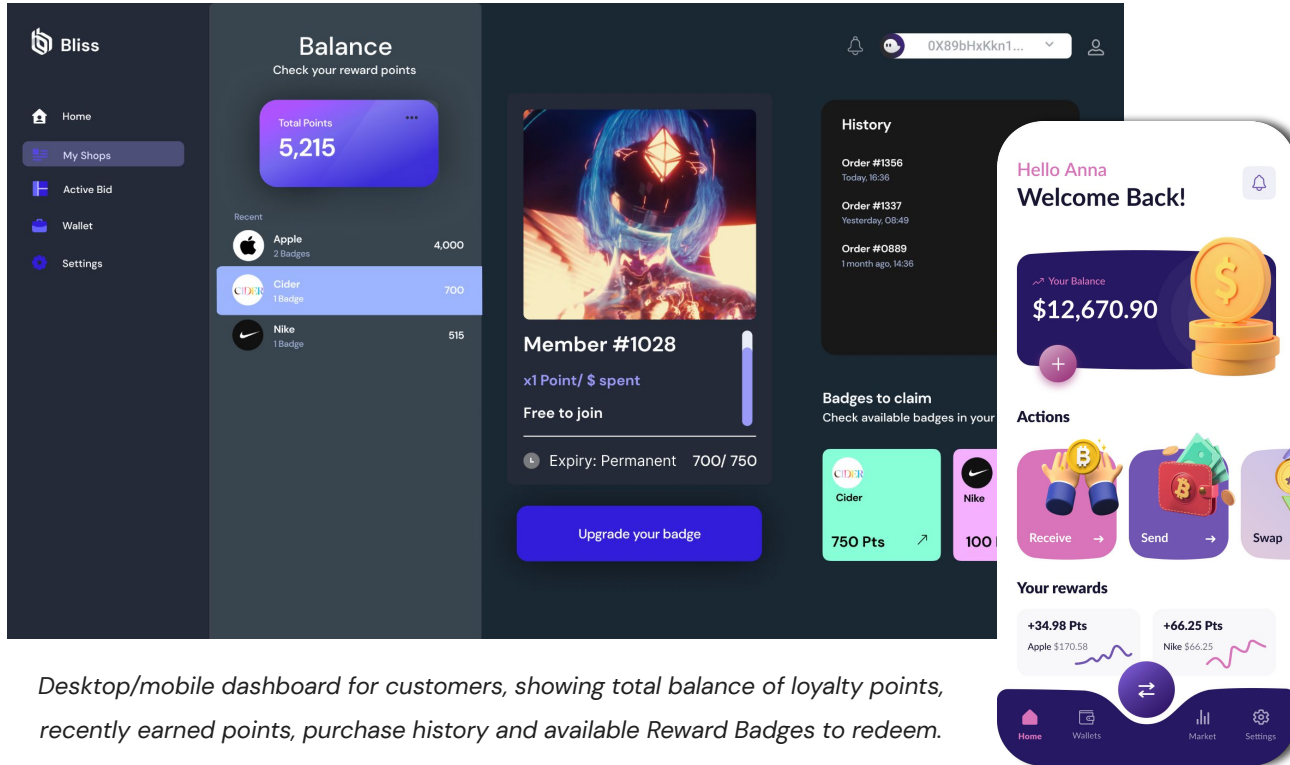 Bliss
Home
My Shops
Active Bid
Wallet
Settings
Balance
Check your reward points
Total Points
5,215
Recent
Apple
2 Badges
4,000
CIDER
Cider
1 Badge
700
Nike
1 Badge
515
0X89bHxKkn1...
Member #1028
x1 Point/ $ spent
Free to join
Expiry: Permanent 700/ 750
Upgrade your badge
History
Order #1356
Today, 16:36
Order #1337
Yesterday, 08:49
Order #0889
1 month ago, 14:36
Badges to claim
Check available badges in your
CIDER
Cider
750 Pts
Nike
100
Hello Anna
Welcome Back!
Your Balance
$12,670.90
Actions
Receive
Send
Swap
Your rewards
+34.98 Pts
Apple $170.58
+66.25 Pts
Nike $66.25
Home
Wallets
Market
Settings
Desktop/mobile dashboard for customers, showing total balance of loyalty points,
recently earned points, purchase history and available Reward Badges to redeem.